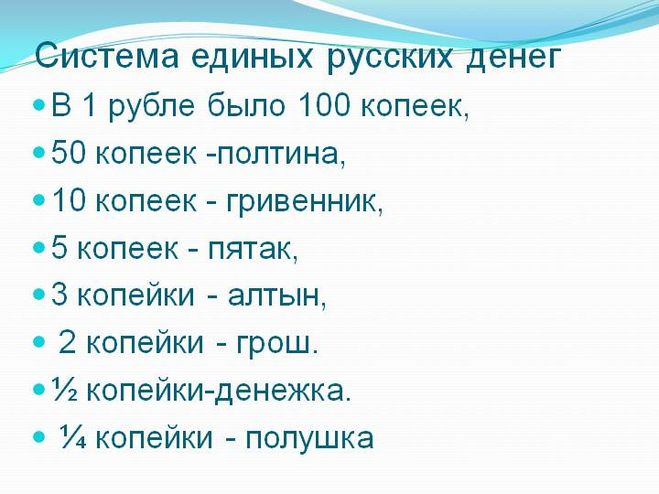 Система единых русских денег
• В 1 рубле было 100 копеек,
• 50 копеек -полтина,
• 10 копеек - гривенник,
• 5 копеек - пятак,
• 3 копейки - алтын,
• 2 копейки - грош.
• ½ копейки-денежка.
• ¼ копейки - полушка